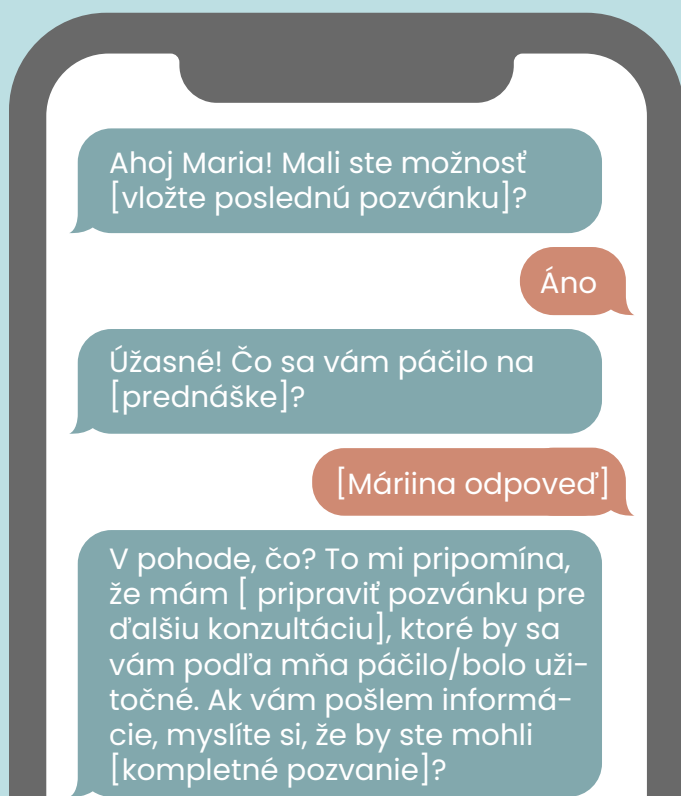 Ahoj Maria! Mali ste možnosť
[vložte poslednú pozvánku]?
Áno
Úžasné! Čo sa vám páčilo na
[prednáške]?
[Máriina odpoveď]
V pohode, čo? To mi pripomína,
že mám [ pripraviť pozvánku pre
ďalšiu konzultáciu], ktoré by sa
vám podľa mňa páčilo/bolo uži-
točné. Ak vám pošlem informá-
cie, myslíte si, že by ste mohli
[kompletné pozvanie]?